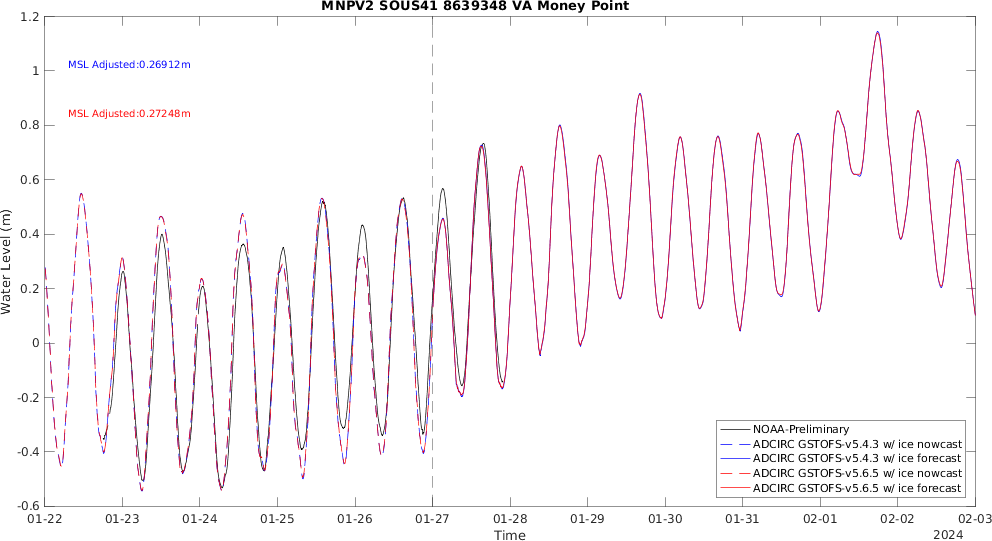 MNPV2 SOUS41 8639348 VA Money Point
1.2
1
0.8
0.6
0.4
0.2
0
-0.2
-0.4
-0.6
Water Level (m)
MSL Adjusted:0.26912m
MSL Adjusted:0.27248m
NOAA-Preliminary
ADCIRC GSTOFS-v5.4.3 w/ ice nowcast
ADCIRC GSTOFS-v5.4.3 w/ ice forecast
ADCIRC GSTOFS-v5.6.5 w/ ice nowcast
ADCIRC GSTOFS-v5.6.5 w/ ice forecast
01-22 01-23 01-24 01-25 01-26 01-27 01-28 01-29 01-30 01-31 02-01 02-02 02-03
Time
2024